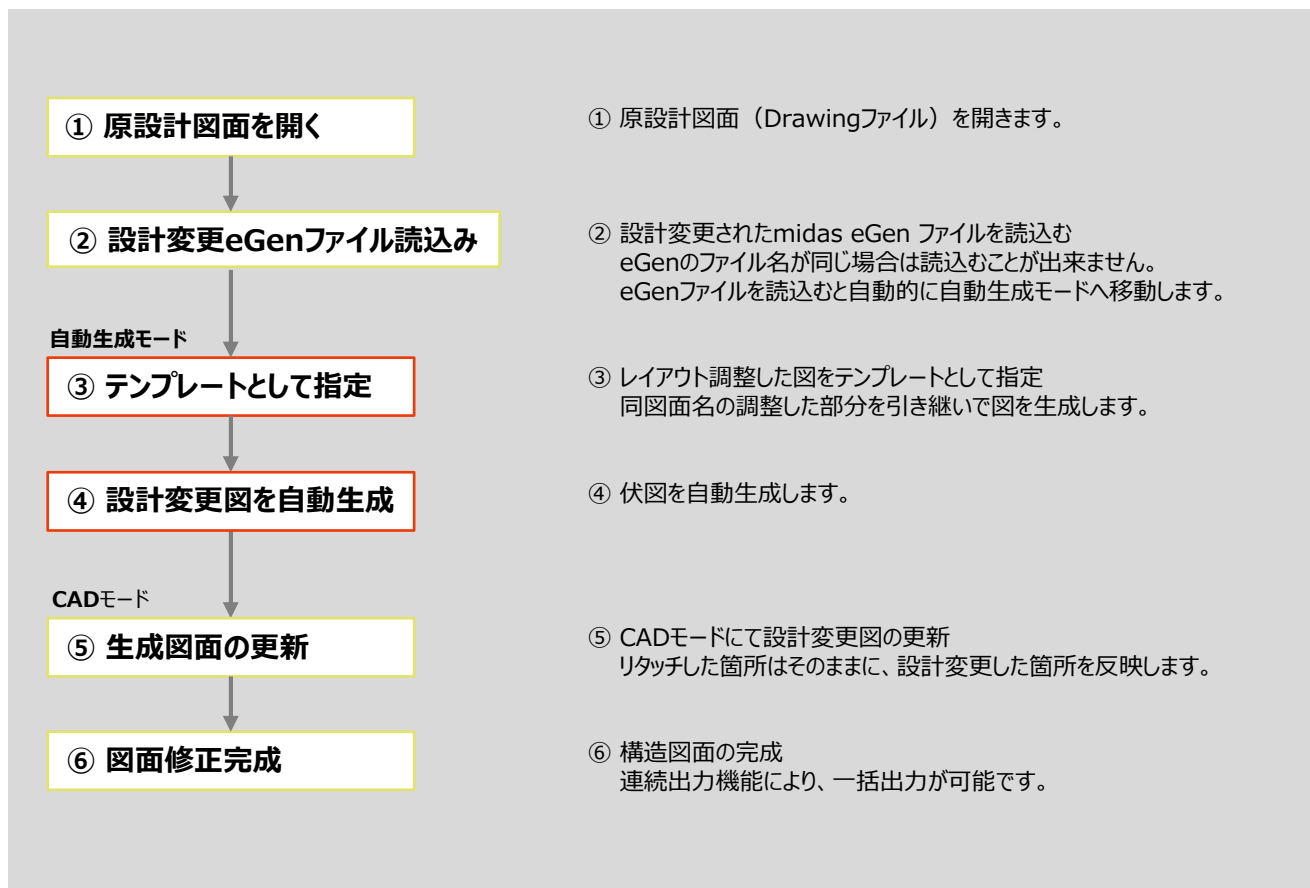 ① 原設計図面を開く
① 原設計図面（Drawingファイル）を開きます。
② 設計変更eGenファイル読込み
② 設計変更されたmidas eGen ファイルを読込む
eGenのファイル名が同じ場合は読込むことが出来ません。
eGenファイルを読込むと自動的に自動生成モードへ移動します。
自動生成モード
③ テンプレートとして指定
③ レイアウト調整した図をテンプレートとして指定
同図面名の調整した部分を引き継いで図を生成します。
④ 設計変更図を自動生成
④ 伏図を自動生成します。
CADモード
⑤ 生成図面の更新
⑤ CADモードにて設計変更図の更新
リタッチした箇所はそのままに、設計変更した箇所を反映します。
⑥ 図面修正完成
⑥ 構造図面の完成
連続出力機能により、一括出力が可能です。